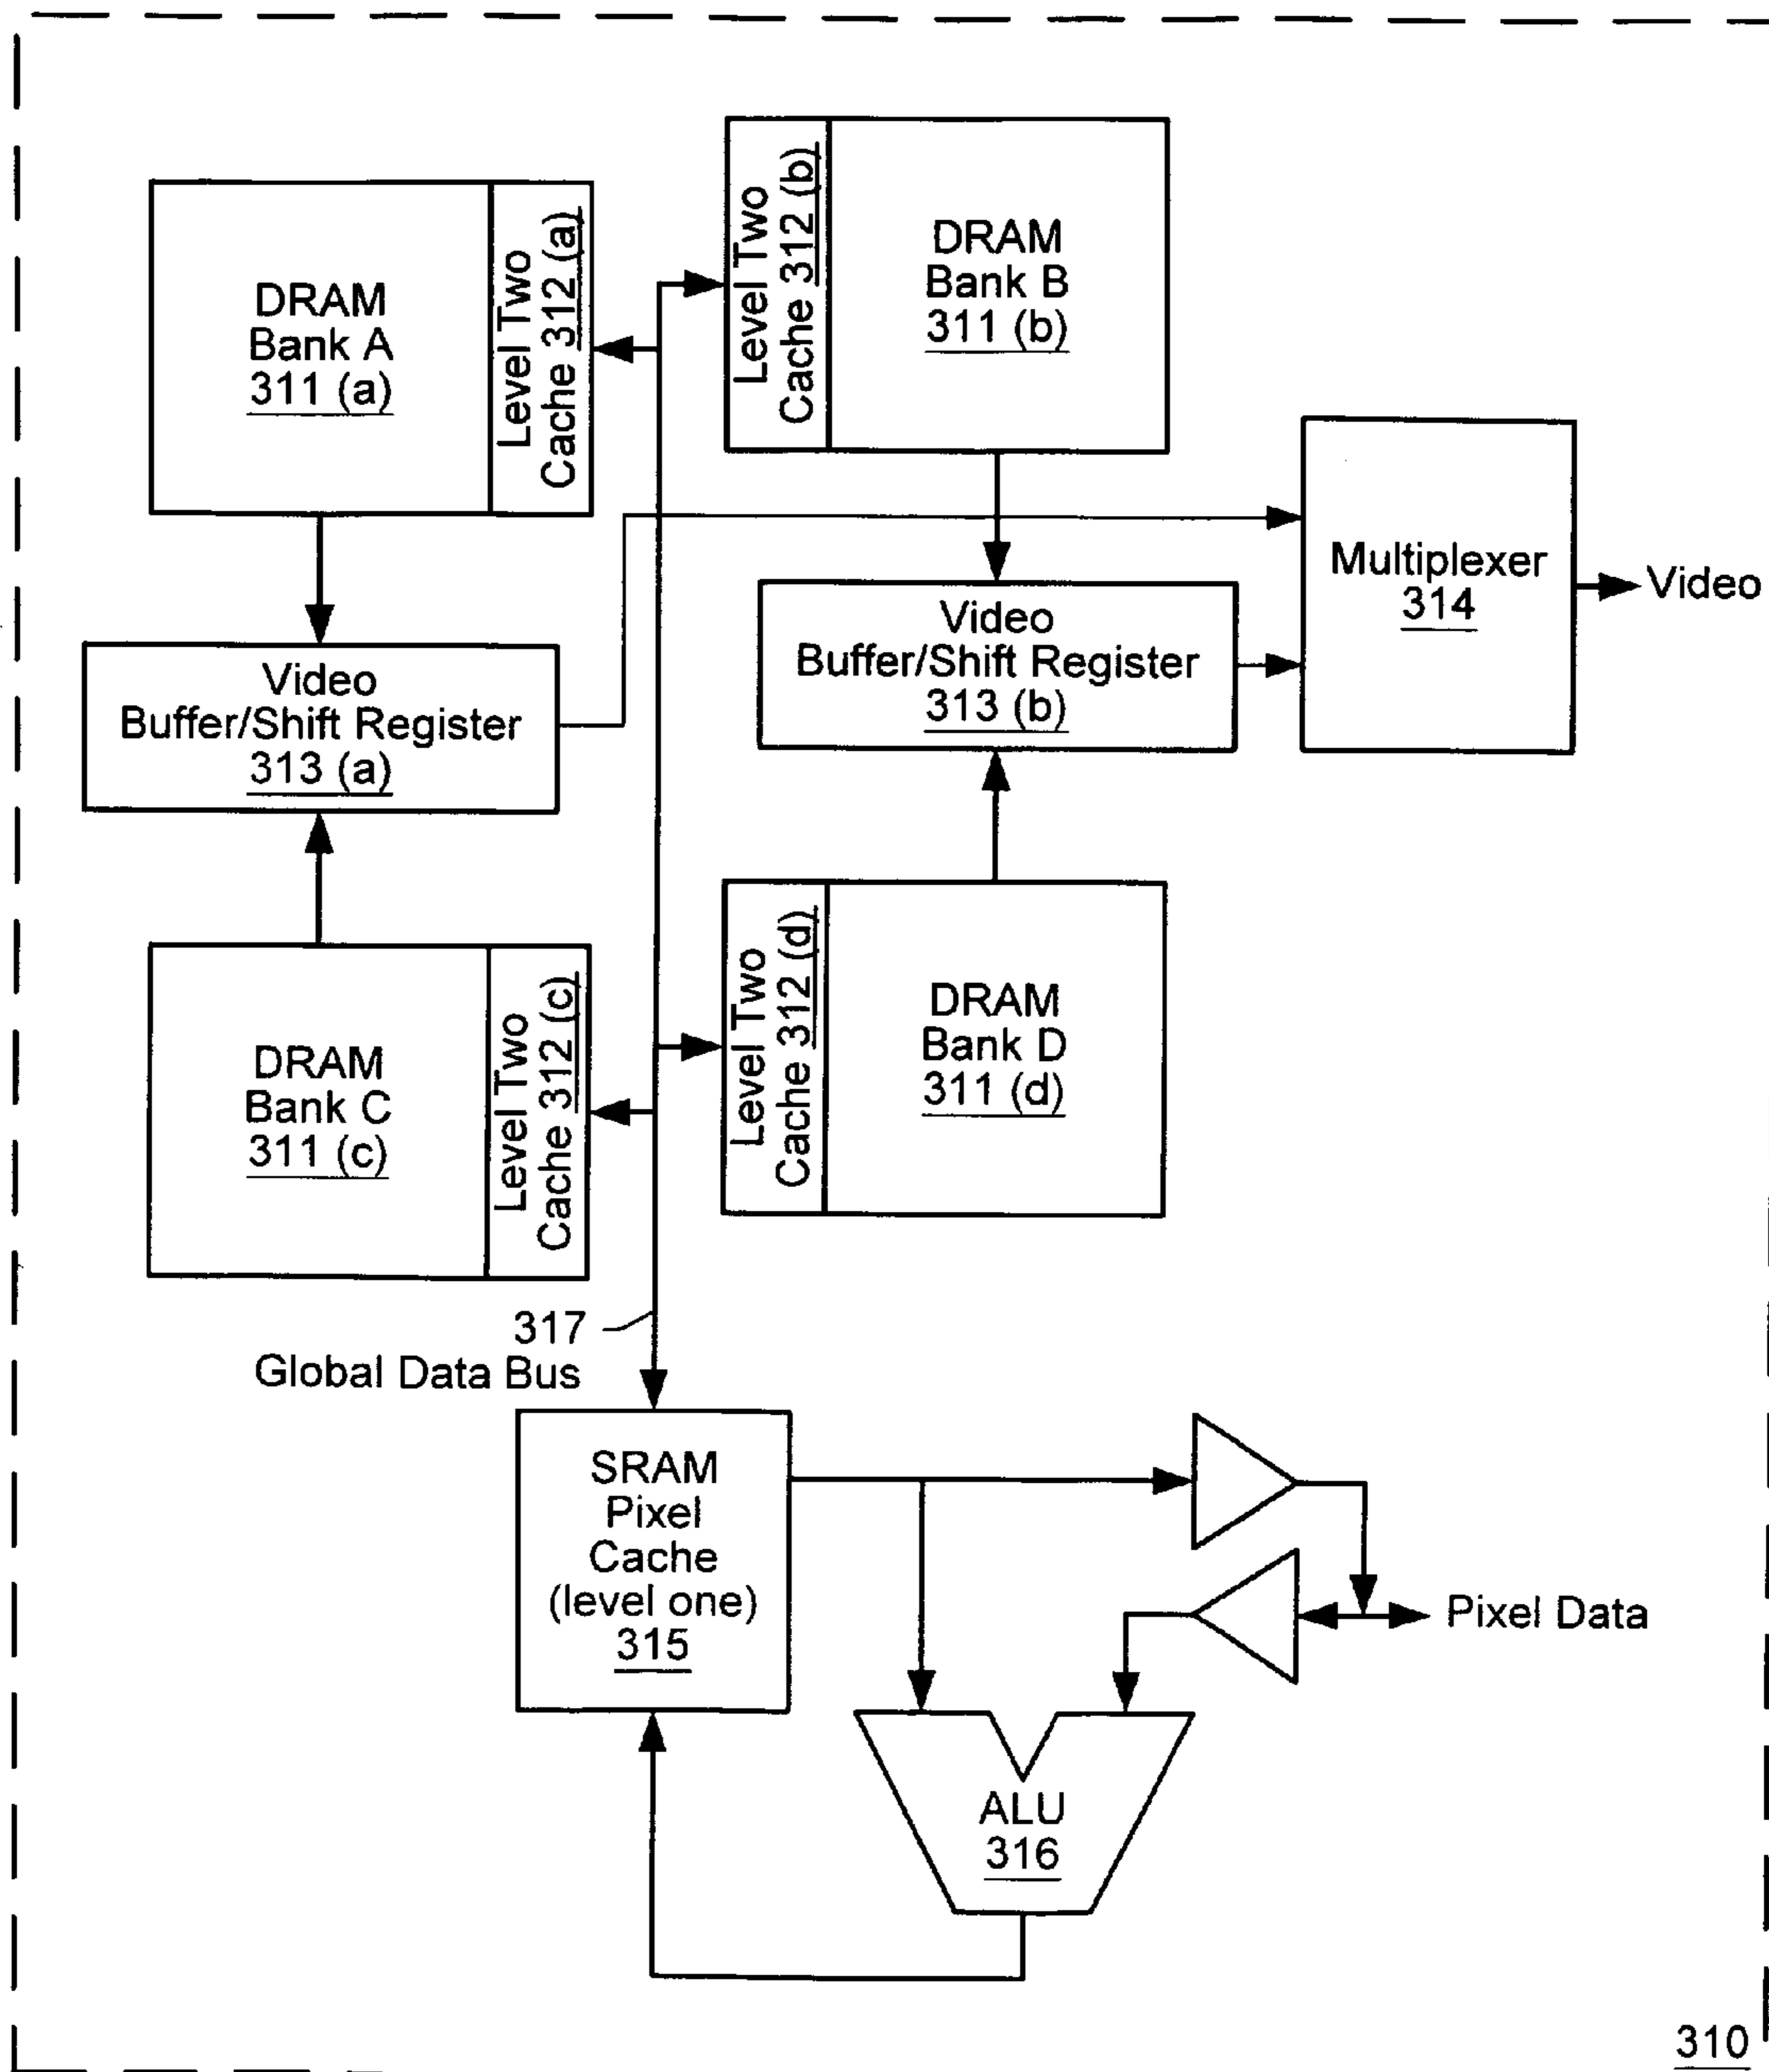 DRAM
Bank A
311 (a)
Level Two
Cache 312 (a)
Level Two
Cache 312 (b)
DRAM
Bank B
311 (b)
Multiplexer
314
Video
Video
Buffer/Shift Register
313 (a)
Video
Buffer/Shift Register
313 (b)
DRAM
Bank C
311 (c)
Level Two
Cache 312 (c)
Level Two
Cache 312 (d)
DRAM
Bank D
311 (d)
317
Global Data Bus
SRAM
Pixel
Cache
(level one)
315
Pixel Data
ALU
316
310